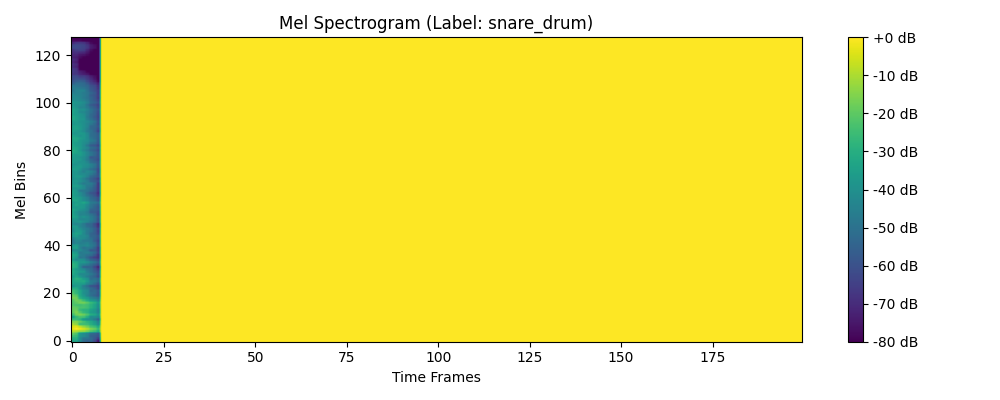 Mel Spectrogram (Label: snare_drum)
Mel Bins
120
100
80
60
40
20
0
0 25 50 75 100 125 150 175
Time Frames
+0 dB
-10 dB
-20 dB
-30 dB
-40 dB
-50 dB
-60 dB
-70 dB
-80 dB